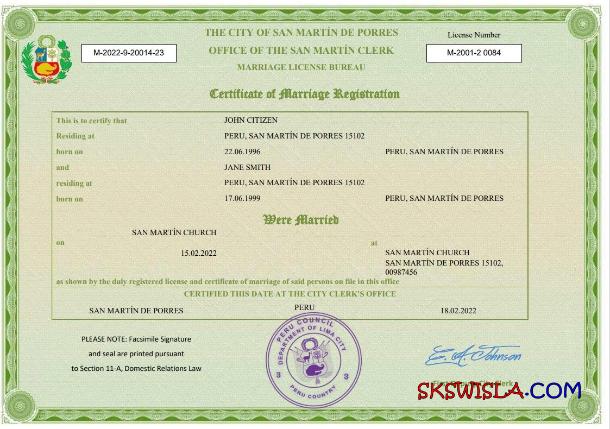 THE CITY OF SAN MARTÍN DE PORRES
License Number
M-2022-9-20014-23
OFFICE OF THE SAN MARTÍN CLERK
M-2001-2 0084
MARRIAGE LICENSE BUREAU
Certificate of Marriage Registration
This is to certify that JOHN CITIZEN
Residing at PERU, SAN MARTÍN DE PORRES 15102
born on 22.06.1996 PERU, SAN MARTÍN DE PORRES
and JANE SMITH
residing at PERU, SAN MARTÍN DE PORRES 15102
born on 17.06.1999 PERU, SAN MARTÍN DE PORRES
Were Married
SAN MARTÍN CHURCH
on at
15.02.2022 SAN MARTÍN CHURCH
SAN MARTÍN DE PORRES 15102,
00987456
as shown by the duly registered license and certificate of marriage of said persons on file in this office
CERTIFIED THIS DATE AT THE CITY CLERK'S OFFICE
SAN MARTÍN DE PORRES PERU 18.02.2022
PLEASE NOTE: Facsimile Signature
and seal are printed pursuant
to Section 11-A, Domestic Relations Law
PERU COUNCIL
DEPARTMENT OF LIMA CITY
3 3
PERU COUNTRY
E. A. Johnson
Clerk
SKSWISLA.COM